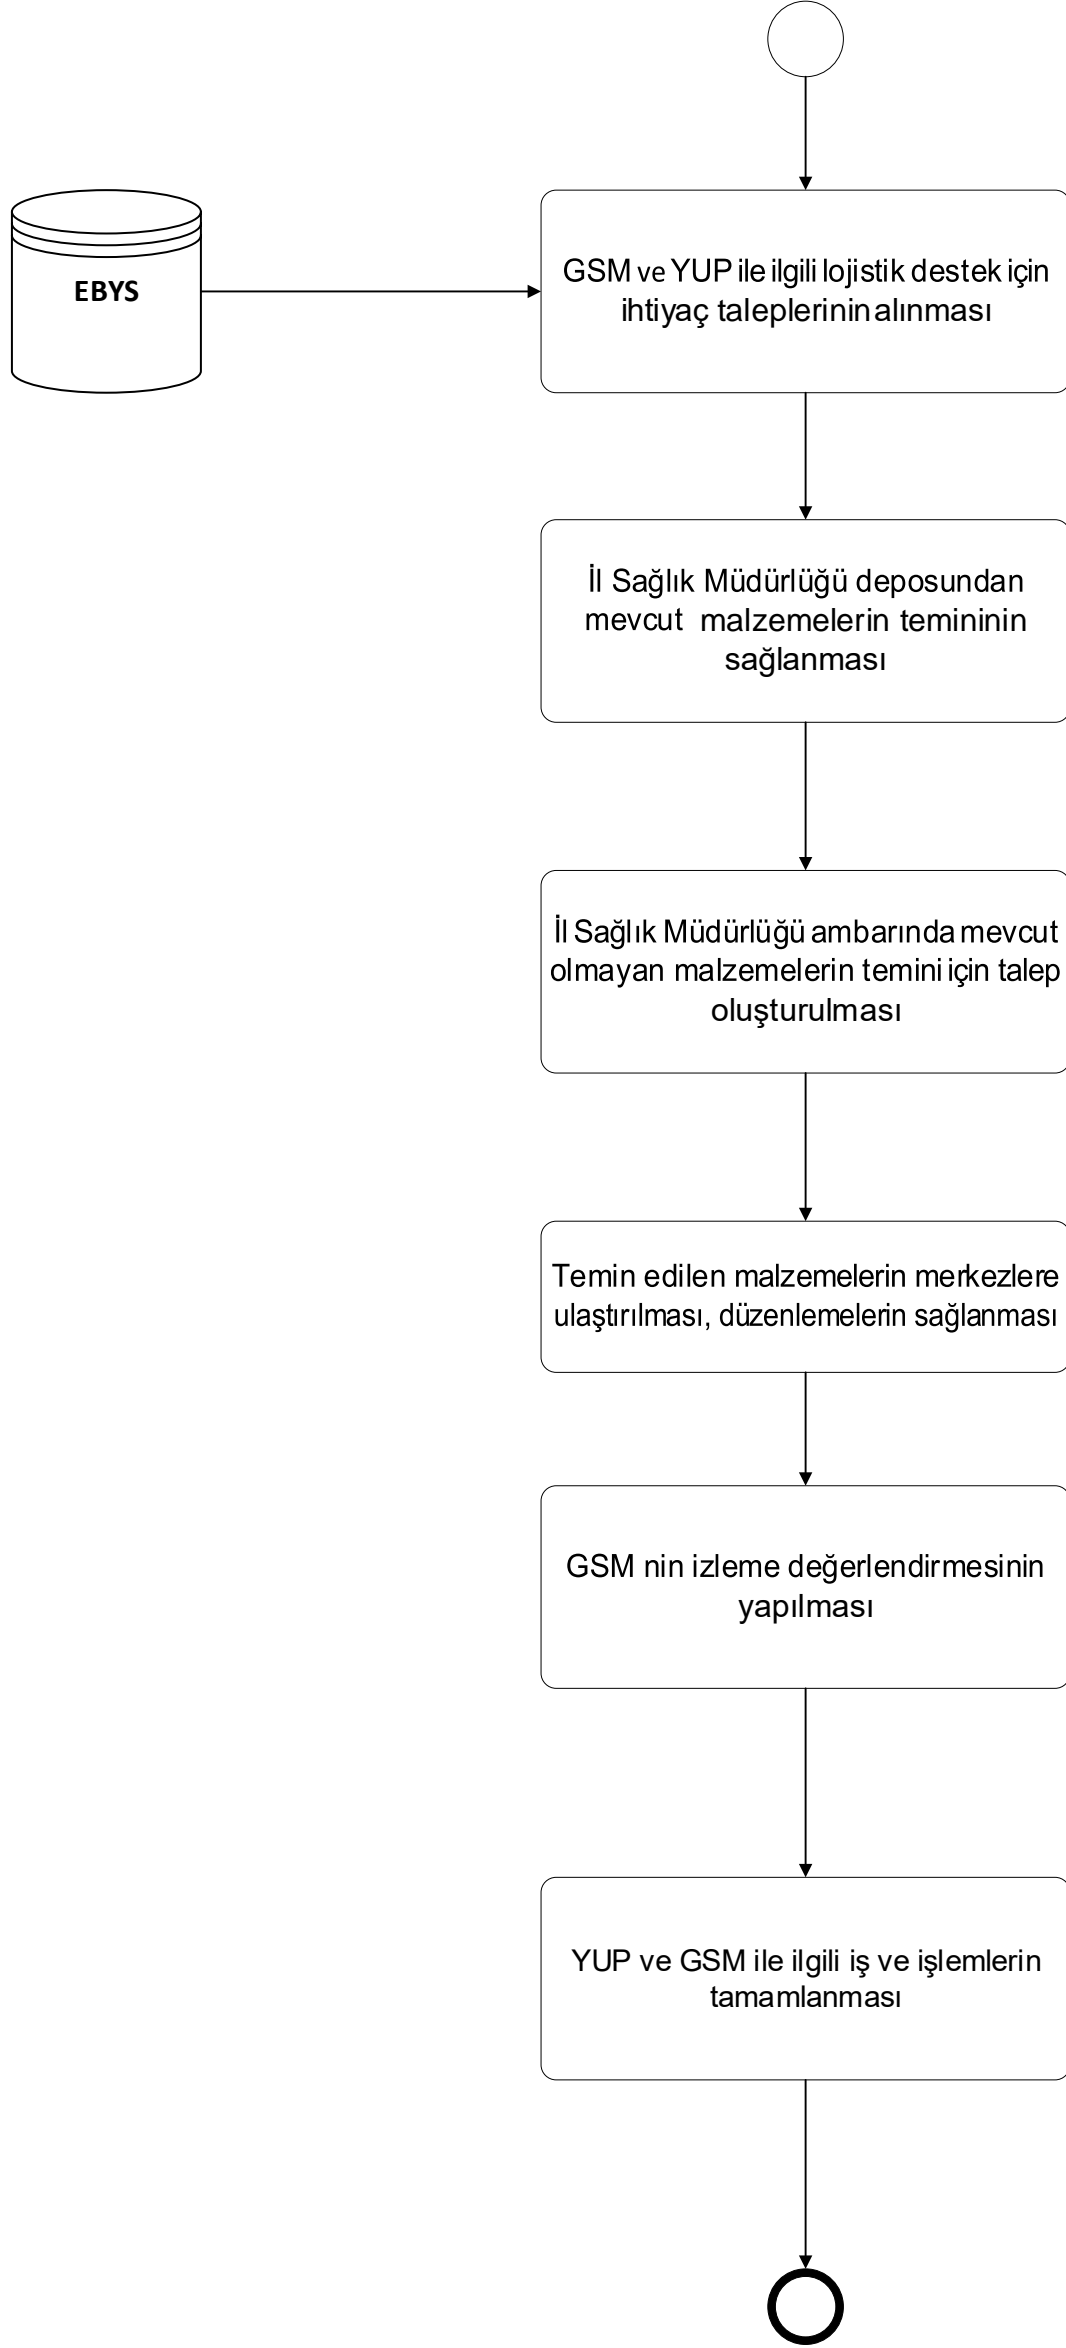 EBYS
GSM ve YUP ile ilgili lojistik destek için
ihtiyaç taleplerinin alınması
İl Sağlık Müdürlüğü deposundan
mevcut malzemelerin temininin
sağlanması
İl Sağlık Müdürlüğü ambarında mevcut
olmayan malzemelerin temini için talep
oluşturulması
Temin edilen malzemelerin merkezlere
ulaştırılması, düzenlemelerin sağlanması
GSM nin izleme değerlendirmesinin
yapılması
YUP ve GSM ile ilgili iş ve işlemlerin
tamamlanması